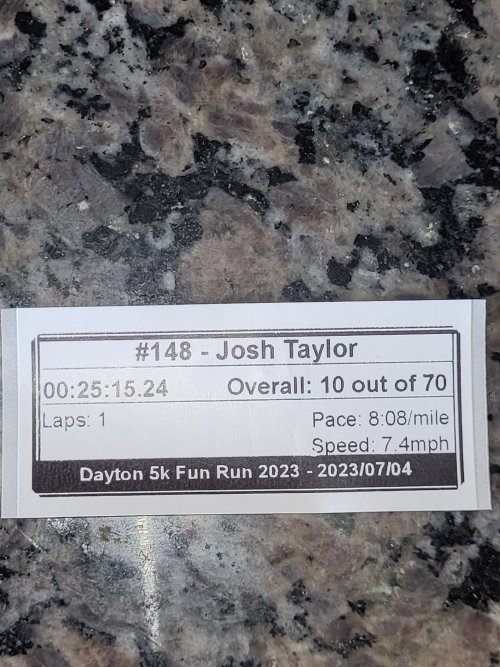 #148 - Josh Taylor
00:25:15.24 Overall: 10 out of 70
Laps: 1 Pace: 8:08/mile
Speed: 7.4mph
Dayton 5k Fun Run 2023 - 2023/07/04